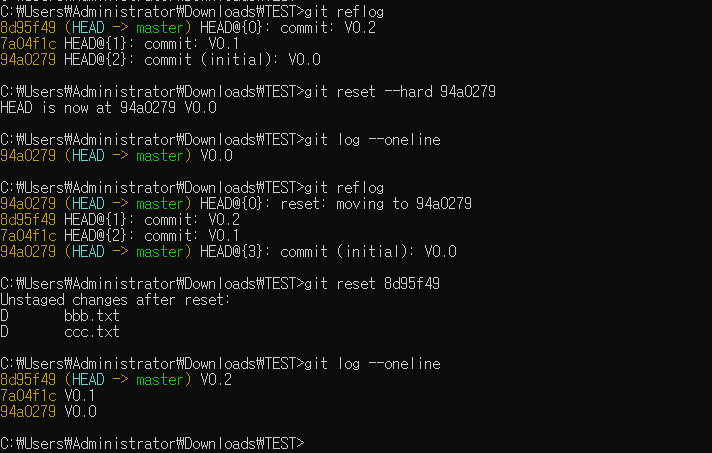 C:₩Users₩Administrator₩Downloads₩TEST>git reflog
8d95f49 (HEAD -> master) HEAD@{0}: commit: V0.2
7a04f1c HEAD@{1}: commit: V0.1
94a0279 HEAD@{2}: commit (initial): V0.0
C:₩Users₩Administrator₩Downloads₩TEST>git reset --hard 94a0279
HEAD is now at 94a0279 V0.0
C:₩Users₩Administrator₩Downloads₩TEST>git log --oneline
94a0279 (HEAD -> master) V0.0
C:₩Users₩Administrator₩Downloads₩TEST>git reflog
94a0279 (HEAD -> master) HEAD@{0}: reset: moving to 94a0279
8d95f49 HEAD@{1}: commit: V0.2
7a04f1c HEAD@{2}: commit: V0.1
94a0279 (HEAD -> master) HEAD@{3}: commit (initial): V0.0
C:₩Users₩Administrator₩Downloads₩TEST>git reset 8d95f49
Unstaged changes after reset:
D       bbb.txt
D       ccc.txt
C:₩Users₩Administrator₩Downloads₩TEST>git log --oneline
8d95f49 (HEAD -> master) V0.2
7a04f1c V0.1
94a0279 V0.0
C:₩Users₩Administrator₩Downloads₩TEST>